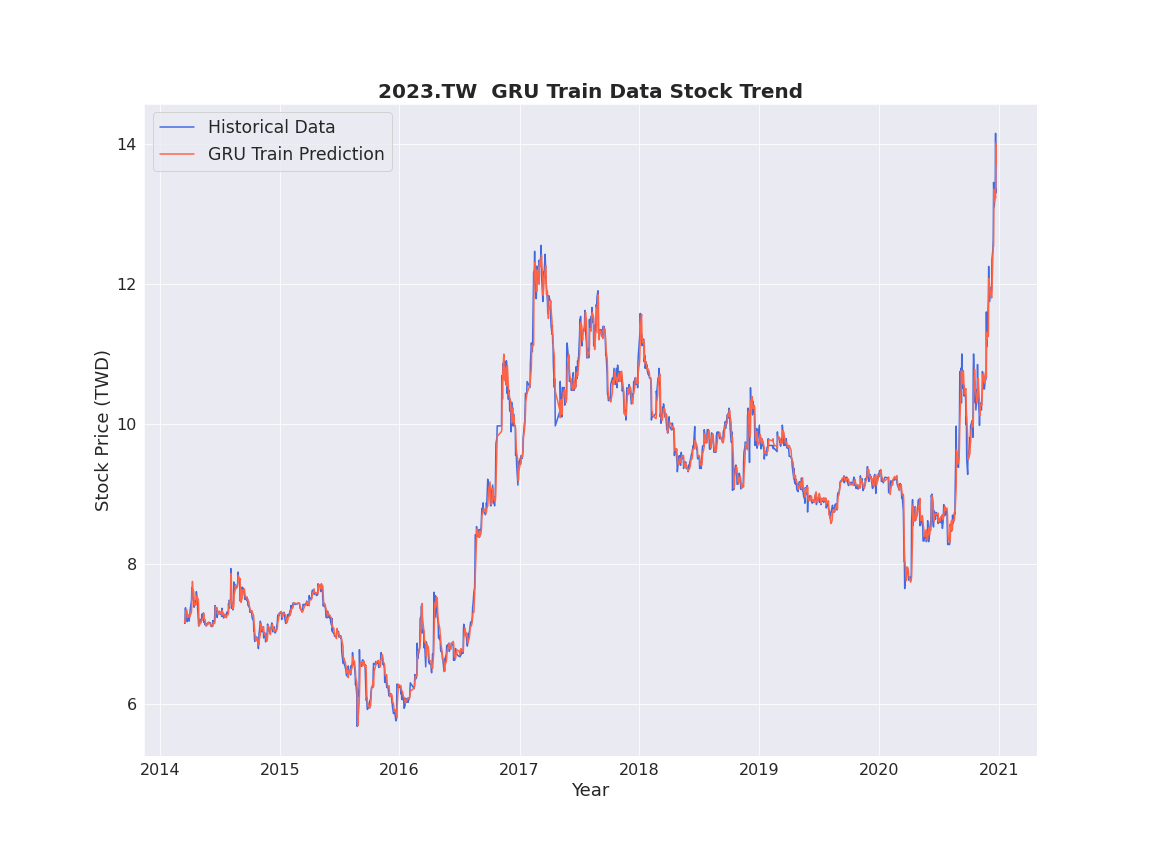 2023.TW  GRU Train Data Stock Trend
Historical Data
GRU Train Prediction
14
12
10
8
6
Stock Price (TWD)
2014 2015 2016 2017 2018 2019 2020 2021
Year